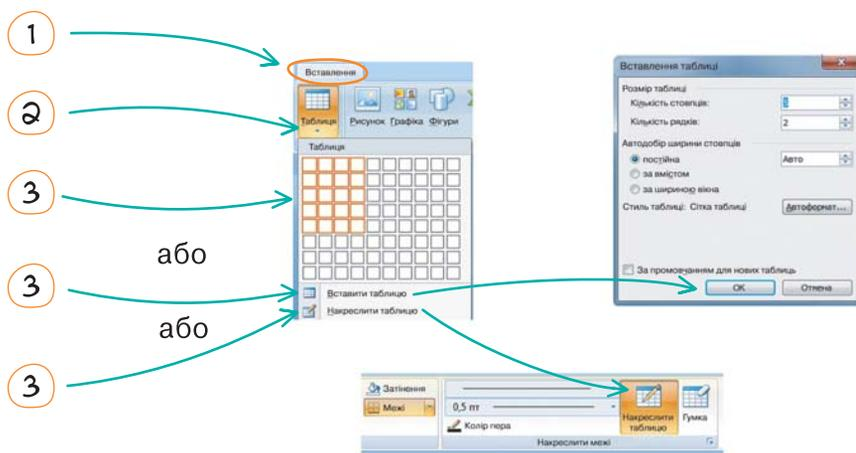 1
2
3
або
3
або
3
Вставлення
Таблиця
Рисунок Графіка Фігури
Таблиця
Вставити таблицю
Накреслити таблицю
Вставлення таблиці
Розмір таблиці
Кількість стовпців: 5
Кількість рядків: 2
Автодобір ширини стовпців
постійна Авто
за вмістом
за шириною вікна
Стиль таблиці: Сітка таблиці Автоформат...
За промовчанням для нових таблиць
OK Отмена
Затінення
Межі
0,5 пт
Колір пера
Накреслити таблицю
Гумка
Накреслити межі